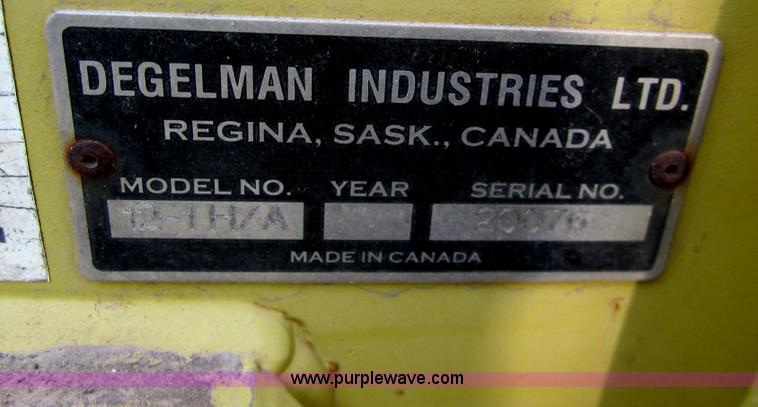 DEGELMAN INDUSTRIES LTD.
REGINA, SASK., CANADA
MODEL NO. YEAR SERIAL NO.
12-IH/A 20076
MADE IN CANADA
www.purplewave.com